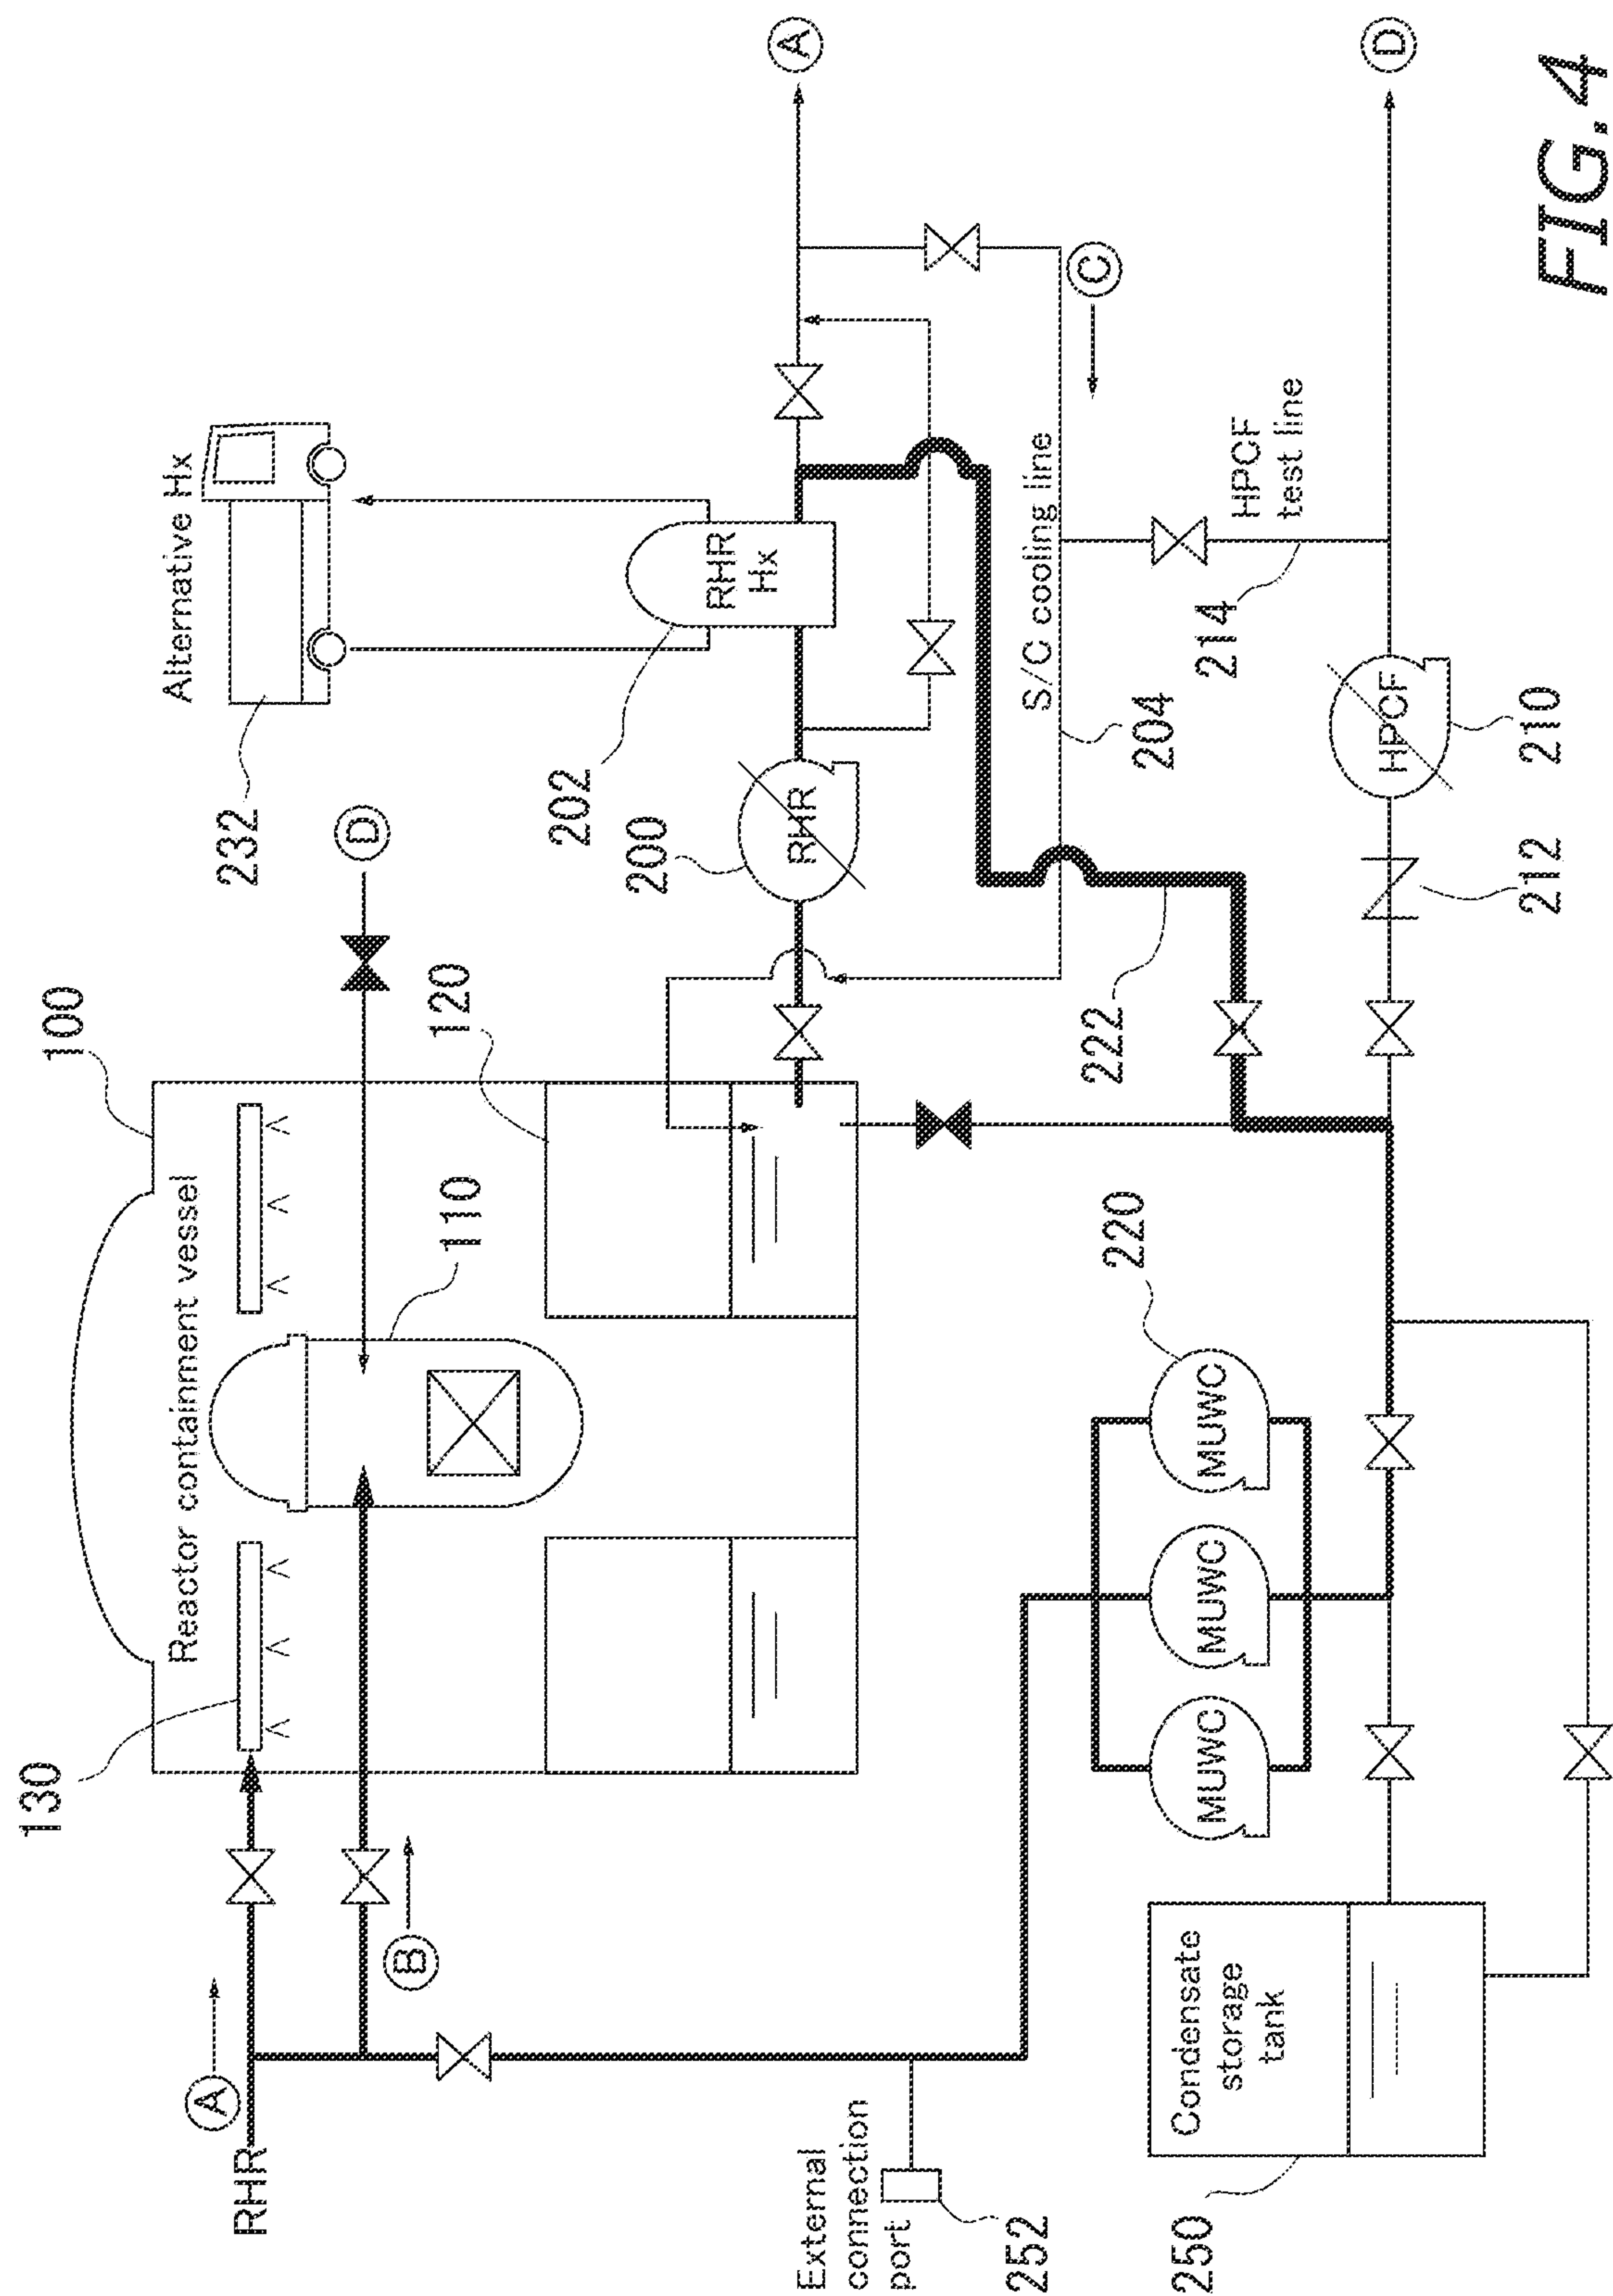 100
Reactor containment vessel
130
110
120
A
RHR
B
D
232
Alternative Hx
202
RHR
Hx
200
RHR
A
External
connection
port
252
S/C cooling line
204
C
222
220
MUWC
MUWC
MUWC
Condensate
storage
tank
250
214
HPCF
test line
HPCF
210
212
D
FIG. 4